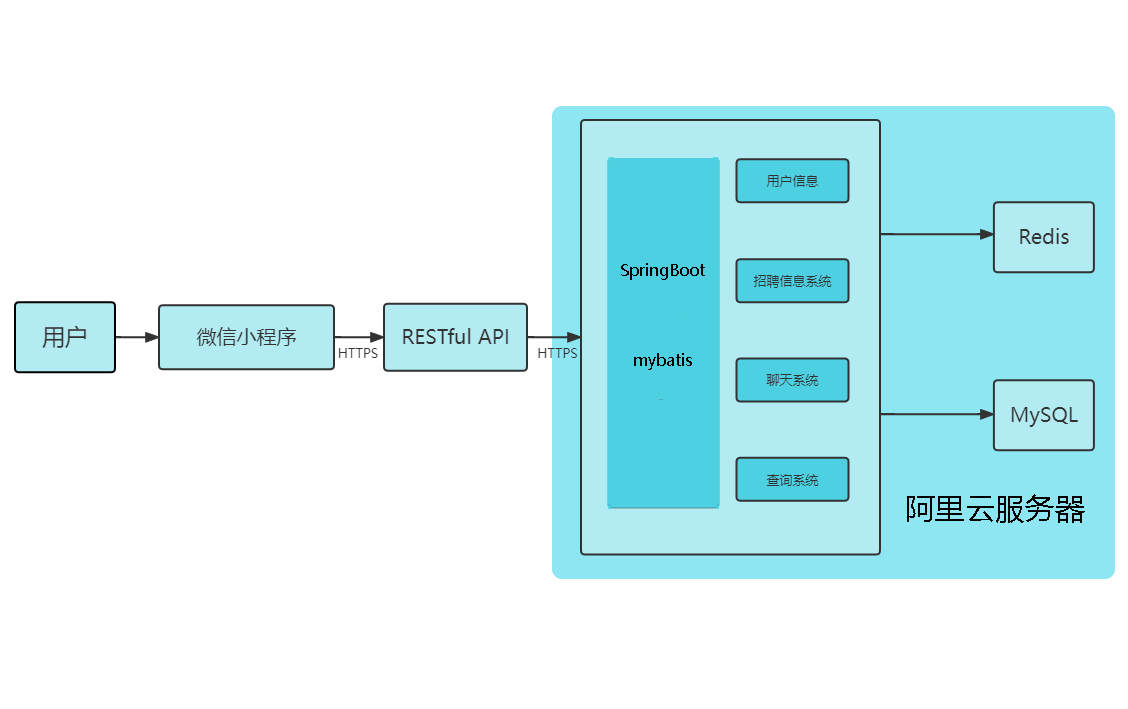 用户
微信小程序
HTTPS
RESTful API
HTTPS
SpringBoot
mybatis
用户信息
招聘信息系统
聊天系统
查询系统
Redis
MySQL
阿里云服务器